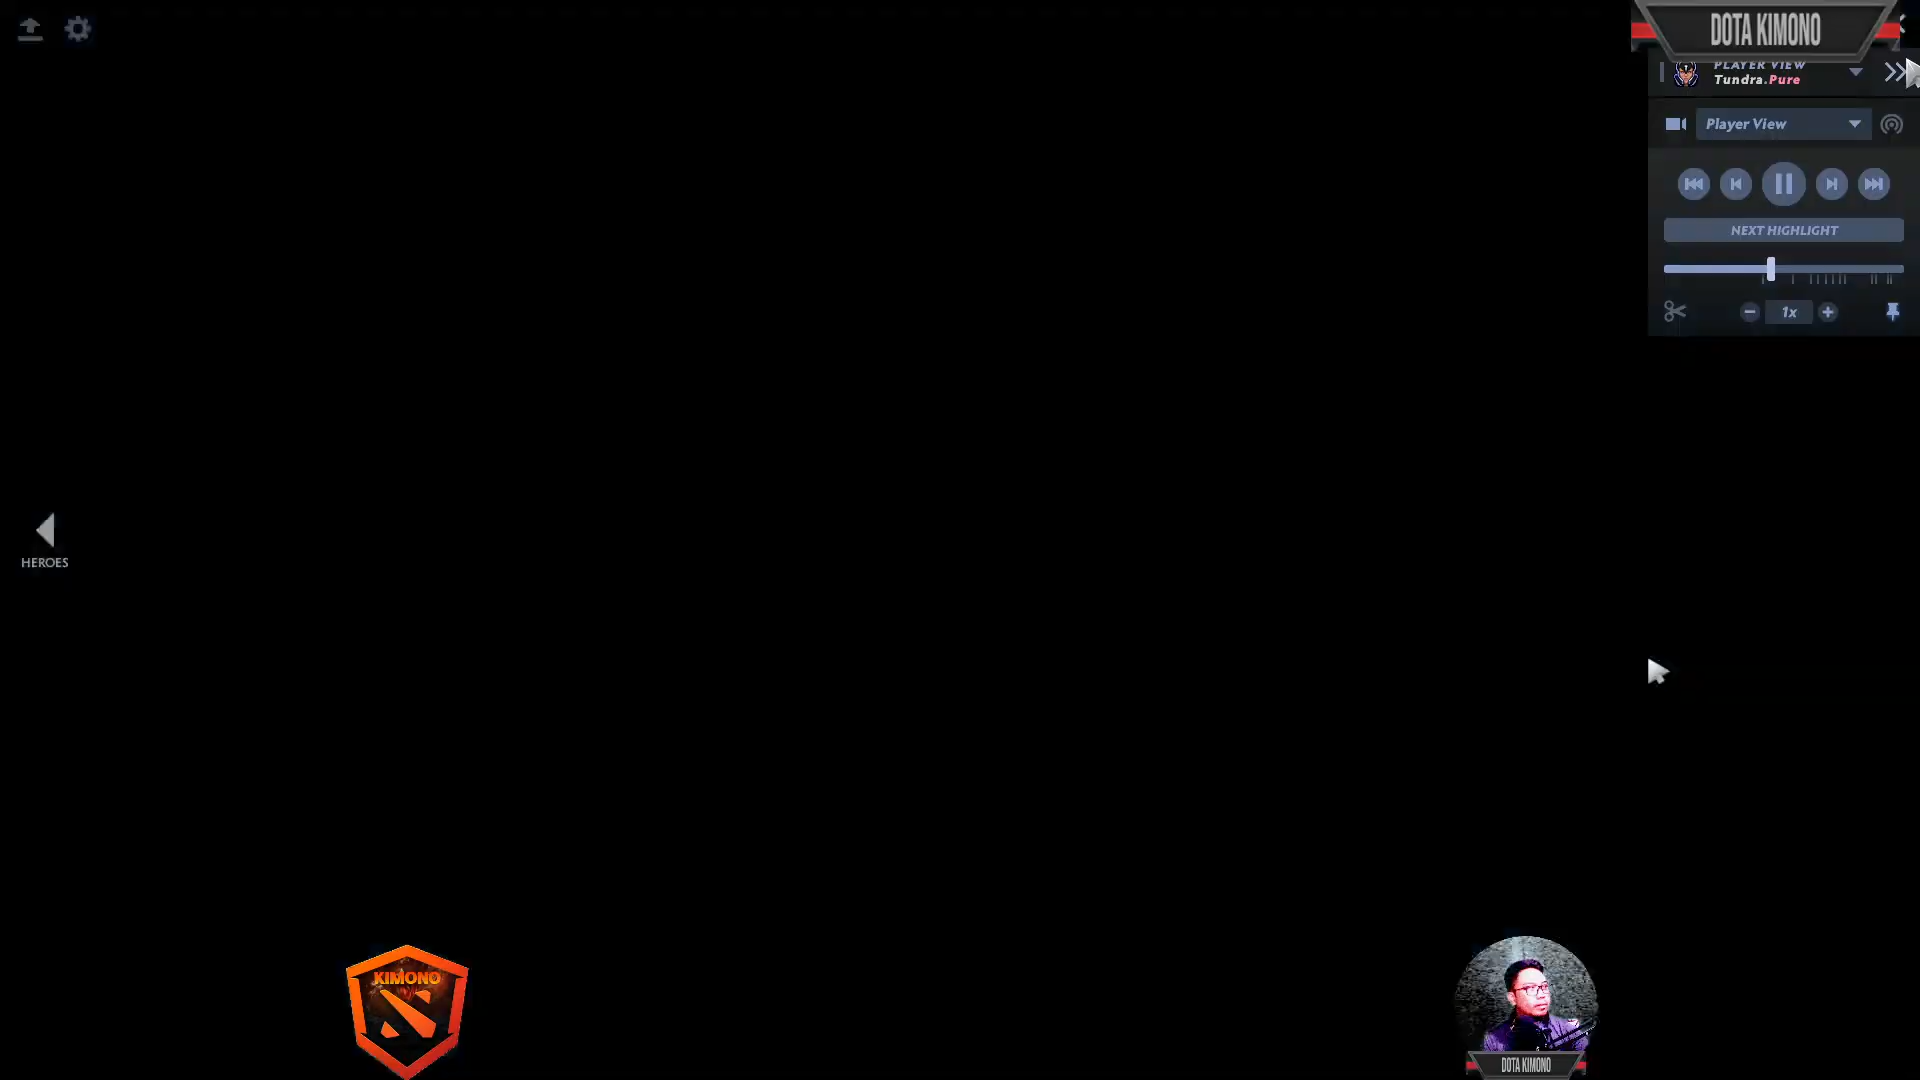 DOTA KIMONO
PLAYER VIEW
Tundra.Pure
Player View
NEXT HIGHLIGHT
1x
HEROES
KIMONO
DOTA KIMONO